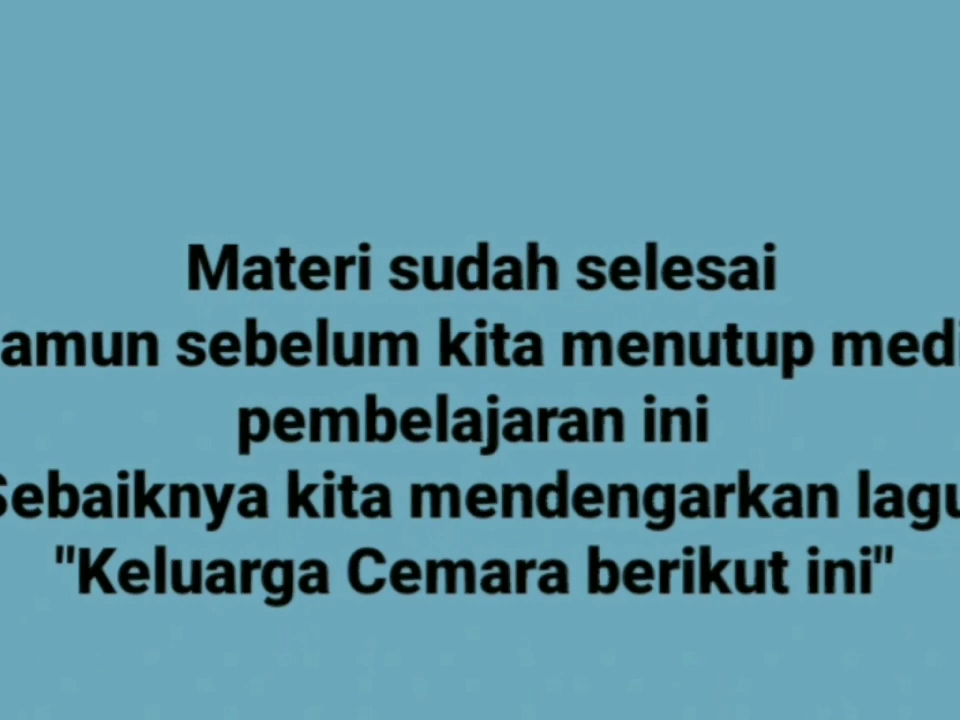 Materi sudah selesai
amun sebelum kita menutup medi
pembelajaran ini
Sebaiknya kita mendengarkan lagu
"Keluarga Cemara berikut ini"